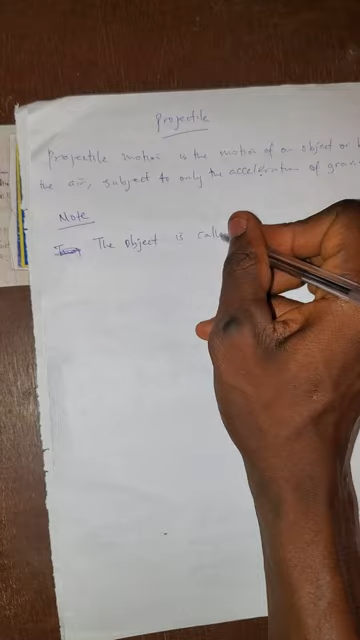 Projectile
Projectile motion is the motion of an object or b
the air, subject to only the acceleration of gravi
Note
The object is calle